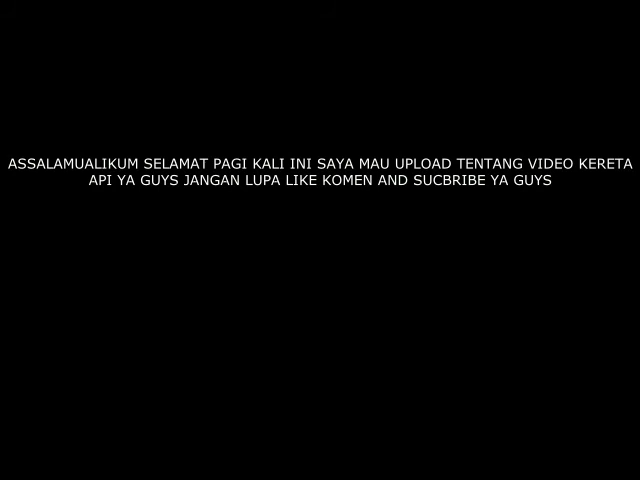 ASSALAMUALIKUM SELAMAT PAGI KALI INI SAYA MAU UPLOAD TENTANG VIDEO KERETA
API YA GUYS JANGAN LUPA LIKE KOMEN AND SUCBRIBE YA GUYS